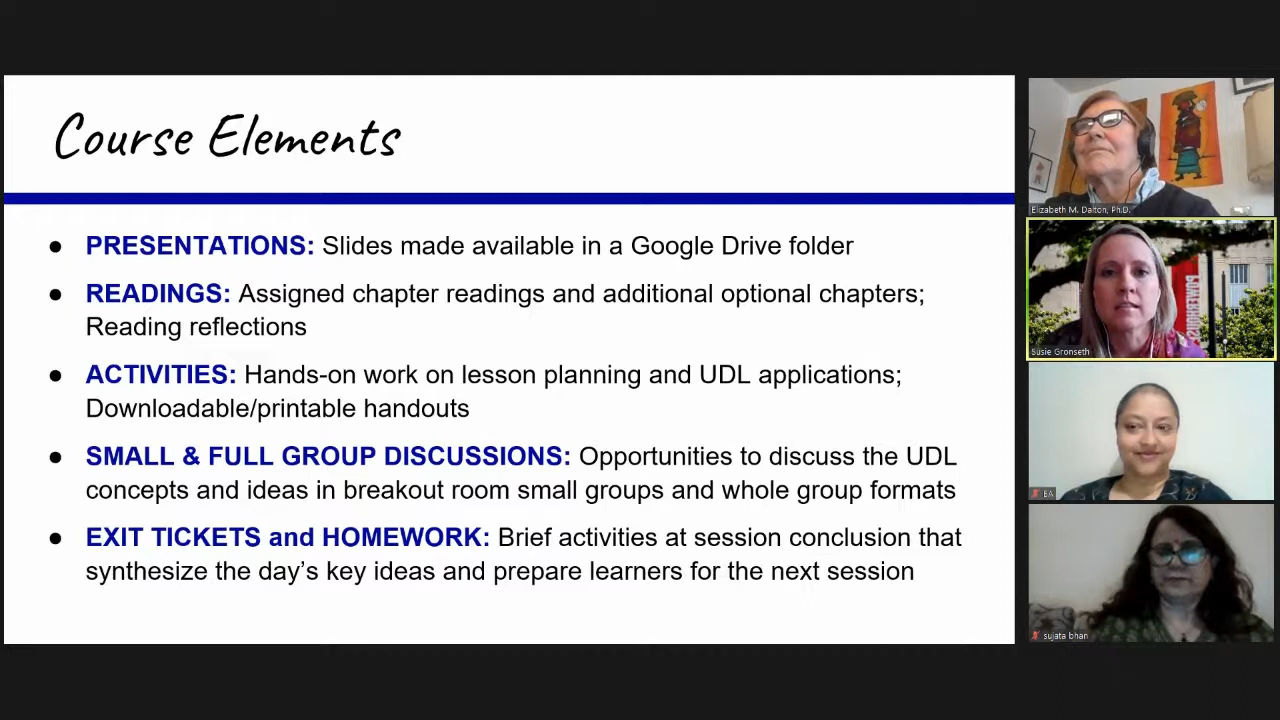 Course Elements
● PRESENTATIONS: Slides made available in a Google Drive folder
● READINGS: Assigned chapter readings and additional optional chapters;
Reading reflections
● ACTIVITIES: Hands-on work on lesson planning and UDL applications;
Downloadable/printable handouts
● SMALL & FULL GROUP DISCUSSIONS: Opportunities to discuss the UDL
concepts and ideas in breakout room small groups and whole group formats
● EXIT TICKETS and HOMEWORK: Brief activities at session conclusion that
synthesize the day’s key ideas and prepare learners for the next session
Elizabeth M. Dalton, Ph.D.
Susie Gronseth
EA
sujata bhan